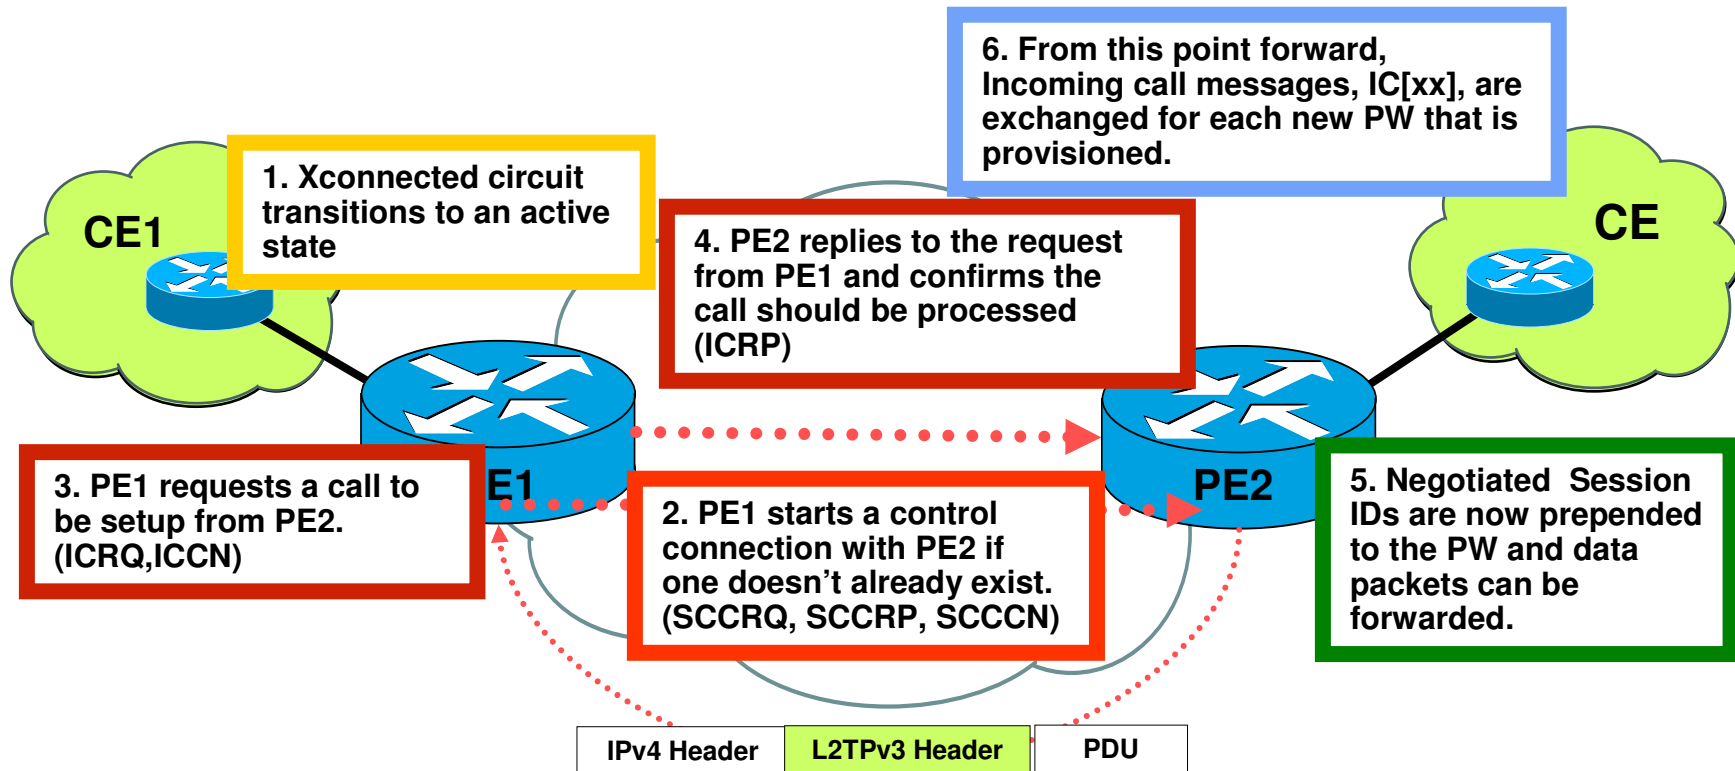 6. From this point forward,
Incoming call messages, IC[xx], are
exchanged for each new PW that is
provisioned.
1. Xconnected circuit
transitions to an active
state
CE1
CE
4. PE2 replies to the request
from PE1 and confirms the
call should be processed
(ICRP)
3. PE1 requests a call to
be setup from PE2.
(ICRQ,ICCN)
E1
2. PE1 starts a control
connection with PE2 if
one doesn’t already exist.
(SCCRQ, SCCRP, SCCCN)
PE2
5. Negotiated  Session
IDs are now prepended
to the PW and data
packets can be
forwarded.
IPv4 Header
L2TPv3 Header
PDU